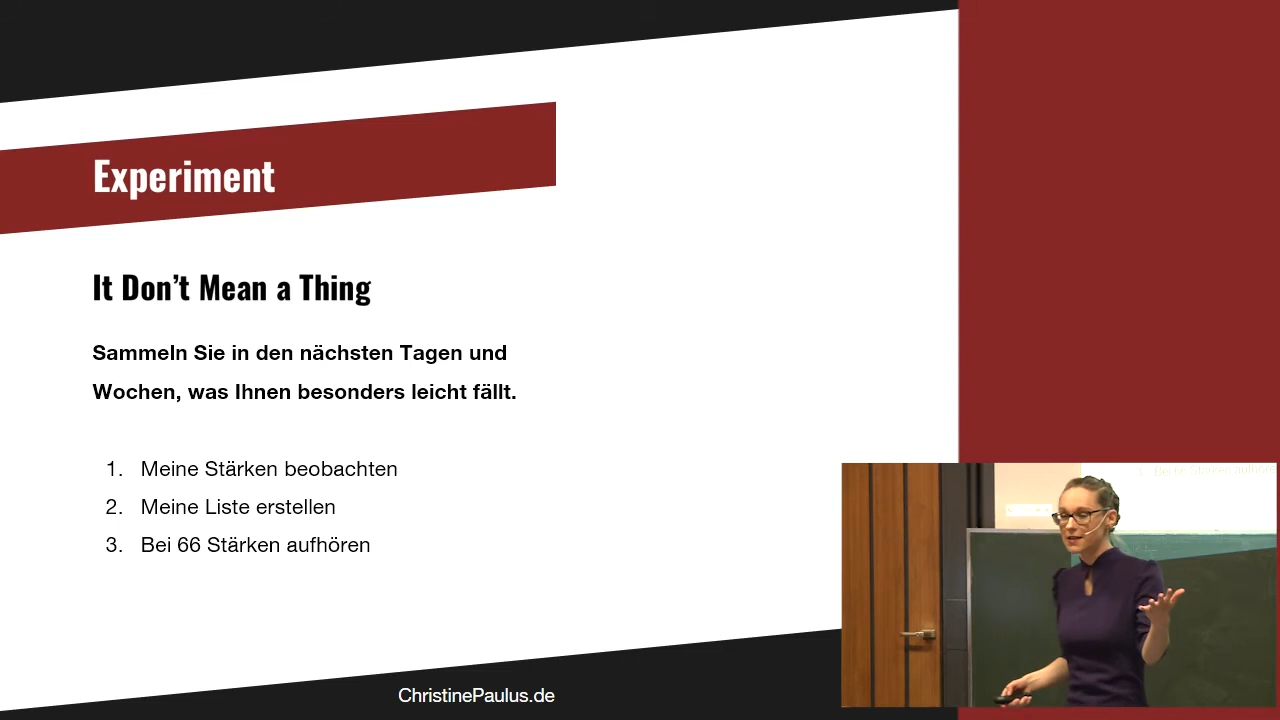 Experiment
It Don’t Mean a Thing
Sammeln Sie in den nächsten Tagen und
Wochen, was Ihnen besonders leicht fällt.
1. Meine Stärken beobachten
2. Meine Liste erstellen
3. Bei 66 Stärken aufhören
ChristinePaulus.de